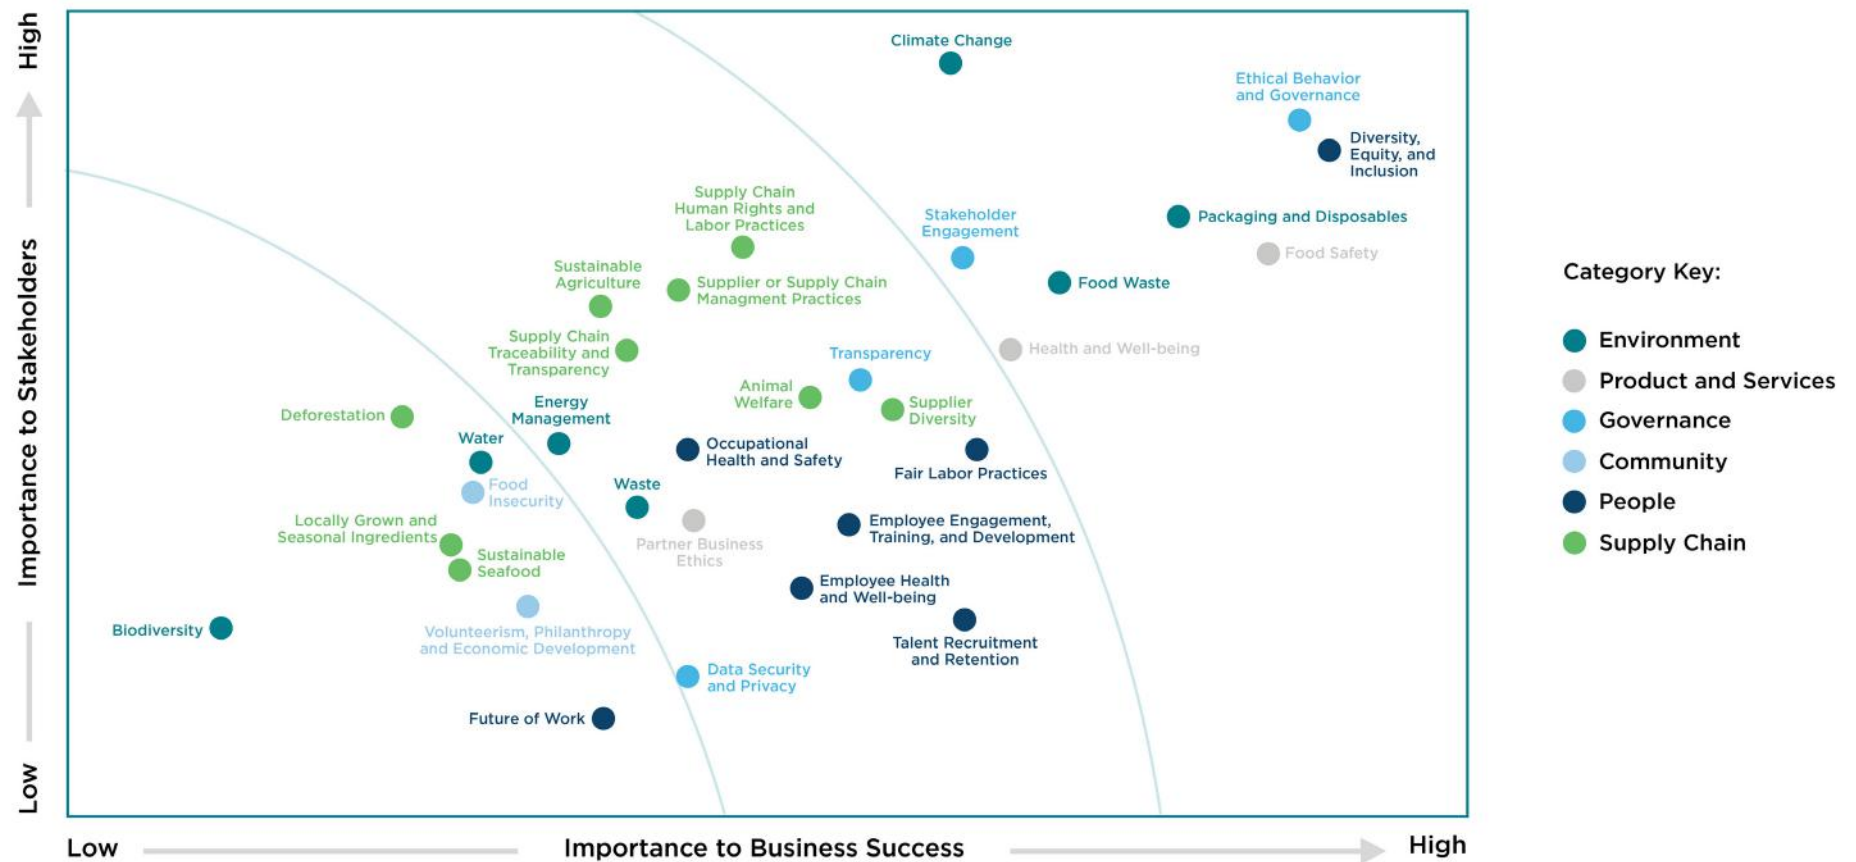 High
Importance to Stakeholders
Low
Climate Change
Ethical Behavior
and Governance
Diversity,
Equity, and
Inclusion
Supply Chain
Human Rights and
Labor Practices
Stakeholder
Engagement
Packaging and Disposables
Food Safety
Sustainable
Agriculture
Supplier or Supply Chain
Managment Practices
Food Waste
Supply Chain
Traceability and
Transparency
Transparency
Health and Well-being
Animal
Welfare
Supplier
Diversity
Deforestation
Energy
Management
Water
Occupational
Health and Safety
Fair Labor Practices
Food
Insecurity
Waste
Locally Grown and
Seasonal Ingredients
Partner Business
Ethics
Employee Engagement,
Training, and Development
Sustainable
Seafood
Employee Health
and Well-being
Biodiversity
Volunteerism, Philanthropy
and Economic Development
Talent Recruitment
and Retention
Data Security
and Privacy
Future of Work
Low
Importance to Business Success
High
Category Key:
Environment
Product and Services
Governance
Community
People
Supply Chain